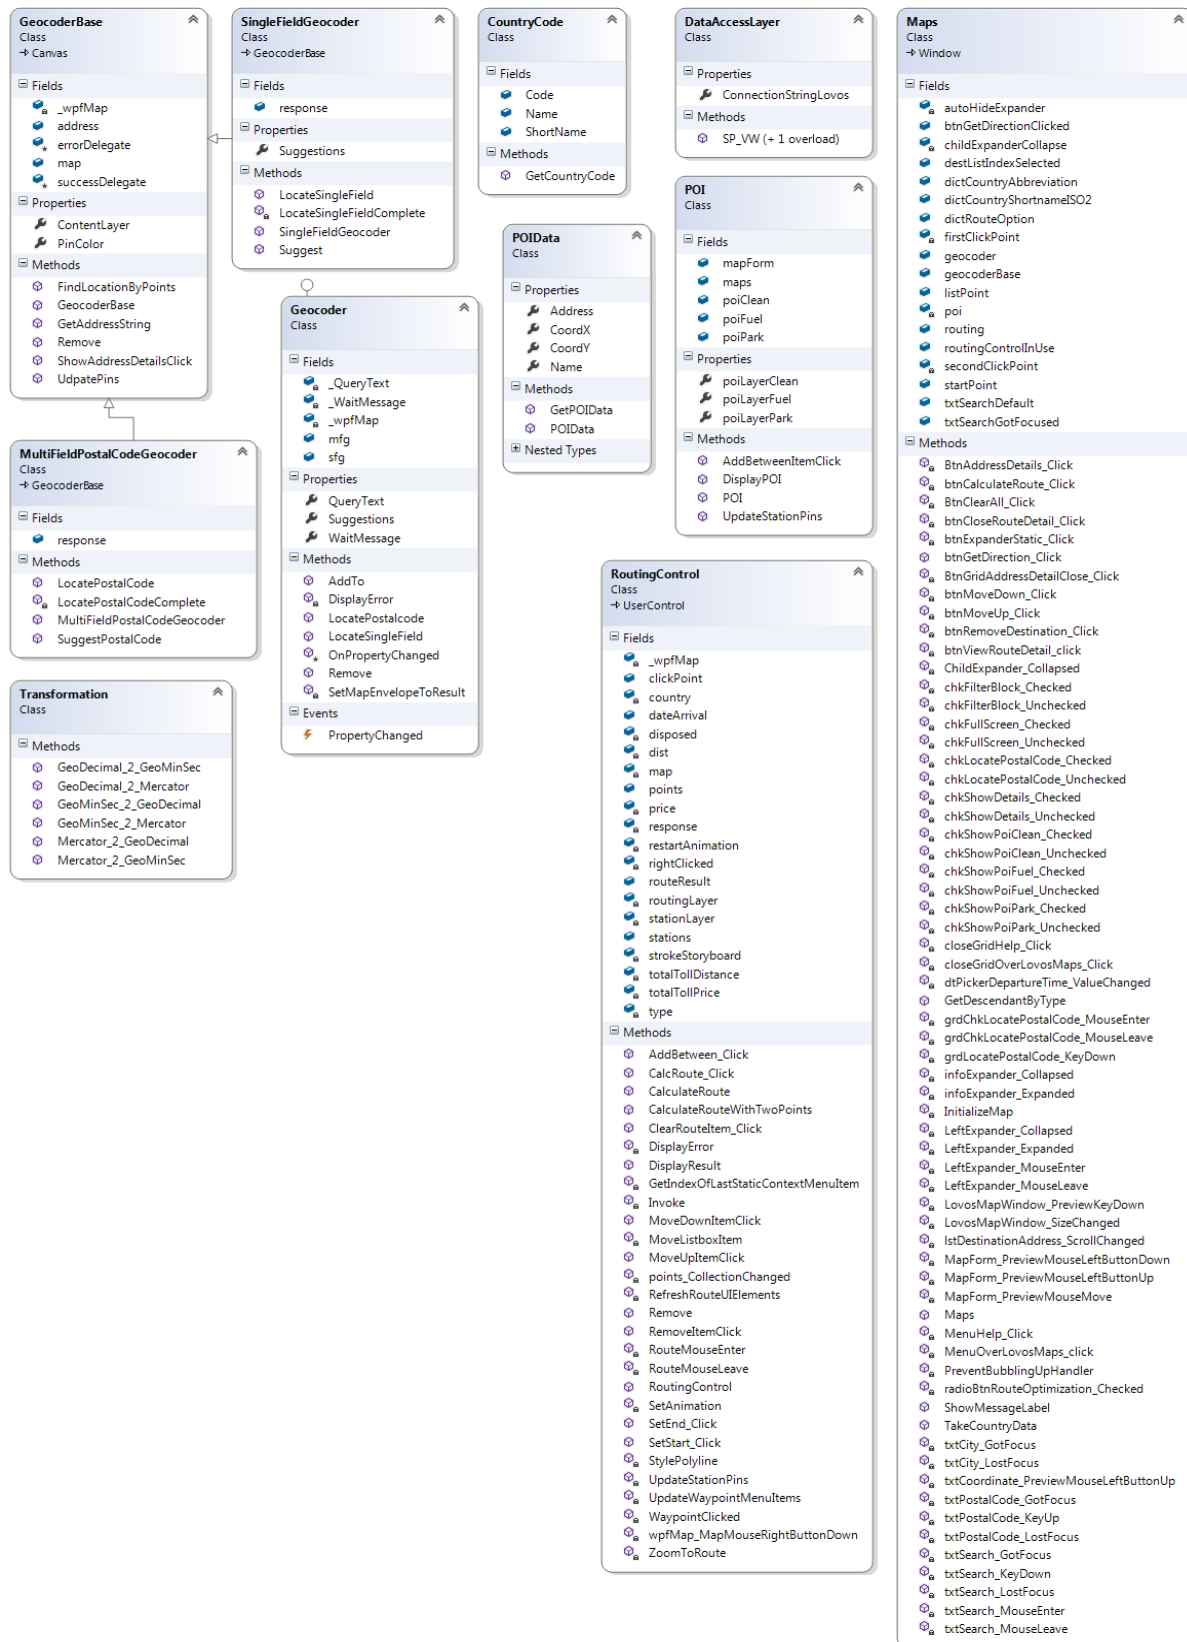 GeocoderBase
Class
Canvas
Fields
_wpfMap
address
errorDelegate
map
successDelegate
Properties
ContentLayer
PinColor
Methods
FindLocationByPoints
GeocoderBase
GetAddressString
Remove
ShowAddressDetailsClick
UdpatePins
MultiFieldPostalCodeGeocoder
Class
GeocoderBase
Fields
response
Methods
LocatePostalCode
LocatePostalCodeComplete
MultiFieldPostalCodeGeocoder
SuggestPostalCode
Transformation
Class
Methods
GeoDecimal_2_GeoMinSec
GeoDecimal_2_Mercator
GeoMinSec_2_GeoDecimal
GeoMinSec_2_Mercator
Mercator_2_GeoDecimal
Mercator_2_GeoMinSec
SingleFieldGeocoder
Class
GeocoderBase
Fields
response
Properties
Suggestions
Methods
LocateSingleField
LocateSingleFieldComplete
SingleFieldGeocoder
Suggest
Geocoder
Class
Fields
_QueryText
_WaitMessage
_wpfMap
mfg
sfg
Properties
QueryText
Suggestions
WaitMessage
Methods
AddTo
DisplayError
LocatePostalcode
LocateSingleField
OnPropertyChanged
Remove
SetMapEnvelopeToResult
Events
PropertyChanged
CountryCode
Class
Fields
Code
Name
ShortName
Methods
GetCountryCode
POIData
Class
Properties
Address
CoordX
CoordY
Name
Methods
GetPOIData
POIData
Nested Types
DataAccessLayer
Class
Properties
ConnectionStringLovos
Methods
SP_VW (+ 1 overload)
POI
Class
Fields
mapForm
maps
poiClean
poiFuel
poiPark
Properties
poiLayerClean
poiLayerFuel
poiLayerPark
Methods
AddBetweenItemClick
DisplayPOI
POI
UpdateStationPins
RoutingControl
Class
UserControl
Fields
_wpfMap
clickPoint
country
dateArrival
disposed
dist
map
points
price
response
restartAnimation
rightClicked
routeResult
routingLayer
stationLayer
stations
strokeStoryboard
totalTollDistance
totalTollPrice
type
Methods
AddBetween_Click
CalcRoute_Click
CalculateRoute
CalculateRouteWithTwoPoints
ClearRouteItem_Click
DisplayError
DisplayResult
GetIndexOfLastStaticContextMenuItem
Invoke
MoveDownItemClick
MoveListboxItem
MoveUpItemClick
points_CollectionChanged
RefreshRouteUIElements
Remove
RemoveItemClick
RouteMouseEnter
RouteMouseLeave
RoutingControl
SetAnimation
SetEnd_Click
SetStart_Click
StylePolyline
UpdateStationPins
UpdateWaypointMenuItems
WaypointClicked
wpfMap_MapMouseRightButtonDown
ZoomToRoute
Maps
Class
Window
Fields
autoHideExpander
btnGetDirectionClicked
childExpanderCollapse
destListIndexSelected
dictCountryAbbreviation
dictCountryShortnameISO2
dictRouteOption
firstClickPoint
geocoder
geocoderBase
listPoint
poi
routing
routingControlInUse
secondClickPoint
startPoint
txtSearchDefault
txtSearchGotFocused
Methods
BtnAddressDetails_Click
btnCalculateRoute_Click
BtnClearAll_Click
btnCloseRouteDetail_Click
btnExpanderStatic_Click
btnGetDirection_Click
BtnGridAddressDetailClose_Click
btnMoveDown_Click
btnMoveUp_Click
btnRemoveDestination_Click
btnViewRouteDetail_click
ChildExpander_Collapsed
chkFilterBlock_Checked
chkFilterBlock_Unchecked
chkFullScreen_Checked
chkFullScreen_Unchecked
chkLocatePostalCode_Checked
chkLocatePostalCode_Unchecked
chkShowDetails_Checked
chkShowDetails_Unchecked
chkShowPoiClean_Checked
chkShowPoiClean_Unchecked
chkShowPoiFuel_Checked
chkShowPoiFuel_Unchecked
chkShowPoiPark_Checked
chkShowPoiPark_Unchecked
closeGridHelp_Click
closeGridOverLovosMaps_Click
dtPickerDepartureTime_ValueChanged
GetDescendantByType
grdChkLocatePostalCode_MouseEnter
grdChkLocatePostalCode_MouseLeave
grdLocatePostalCode_KeyDown
infoExpander_Collapsed
infoExpander_Expanded
InitializeMap
LeftExpander_Collapsed
LeftExpander_Expanded
LeftExpander_MouseEnter
LeftExpander_MouseLeave
LovosMapWindow_PreviewKeyDown
LovosMapWindow_SizeChanged
lstDestinationAddress_ScrollChanged
MapForm_PreviewMouseLeftButtonDown
MapForm_PreviewMouseLeftButtonUp
MapForm_PreviewMouseMove
Maps
MenuHelp_Click
MenuOverLovosMaps_click
PreventBubblingUpHandler
radioBtnRouteOptimization_Checked
ShowMessageLabel
TakeCountryData
txtCity_GotFocus
txtCity_LostFocus
txtCoordinate_PreviewMouseLeftButtonUp
txtPostalCode_GotFocus
txtPostalCode_KeyUp
txtPostalCode_LostFocus
txtSearch_GotFocus
txtSearch_KeyDown
txtSearch_LostFocus
txtSearch_MouseEnter
txtSearch_MouseLeave